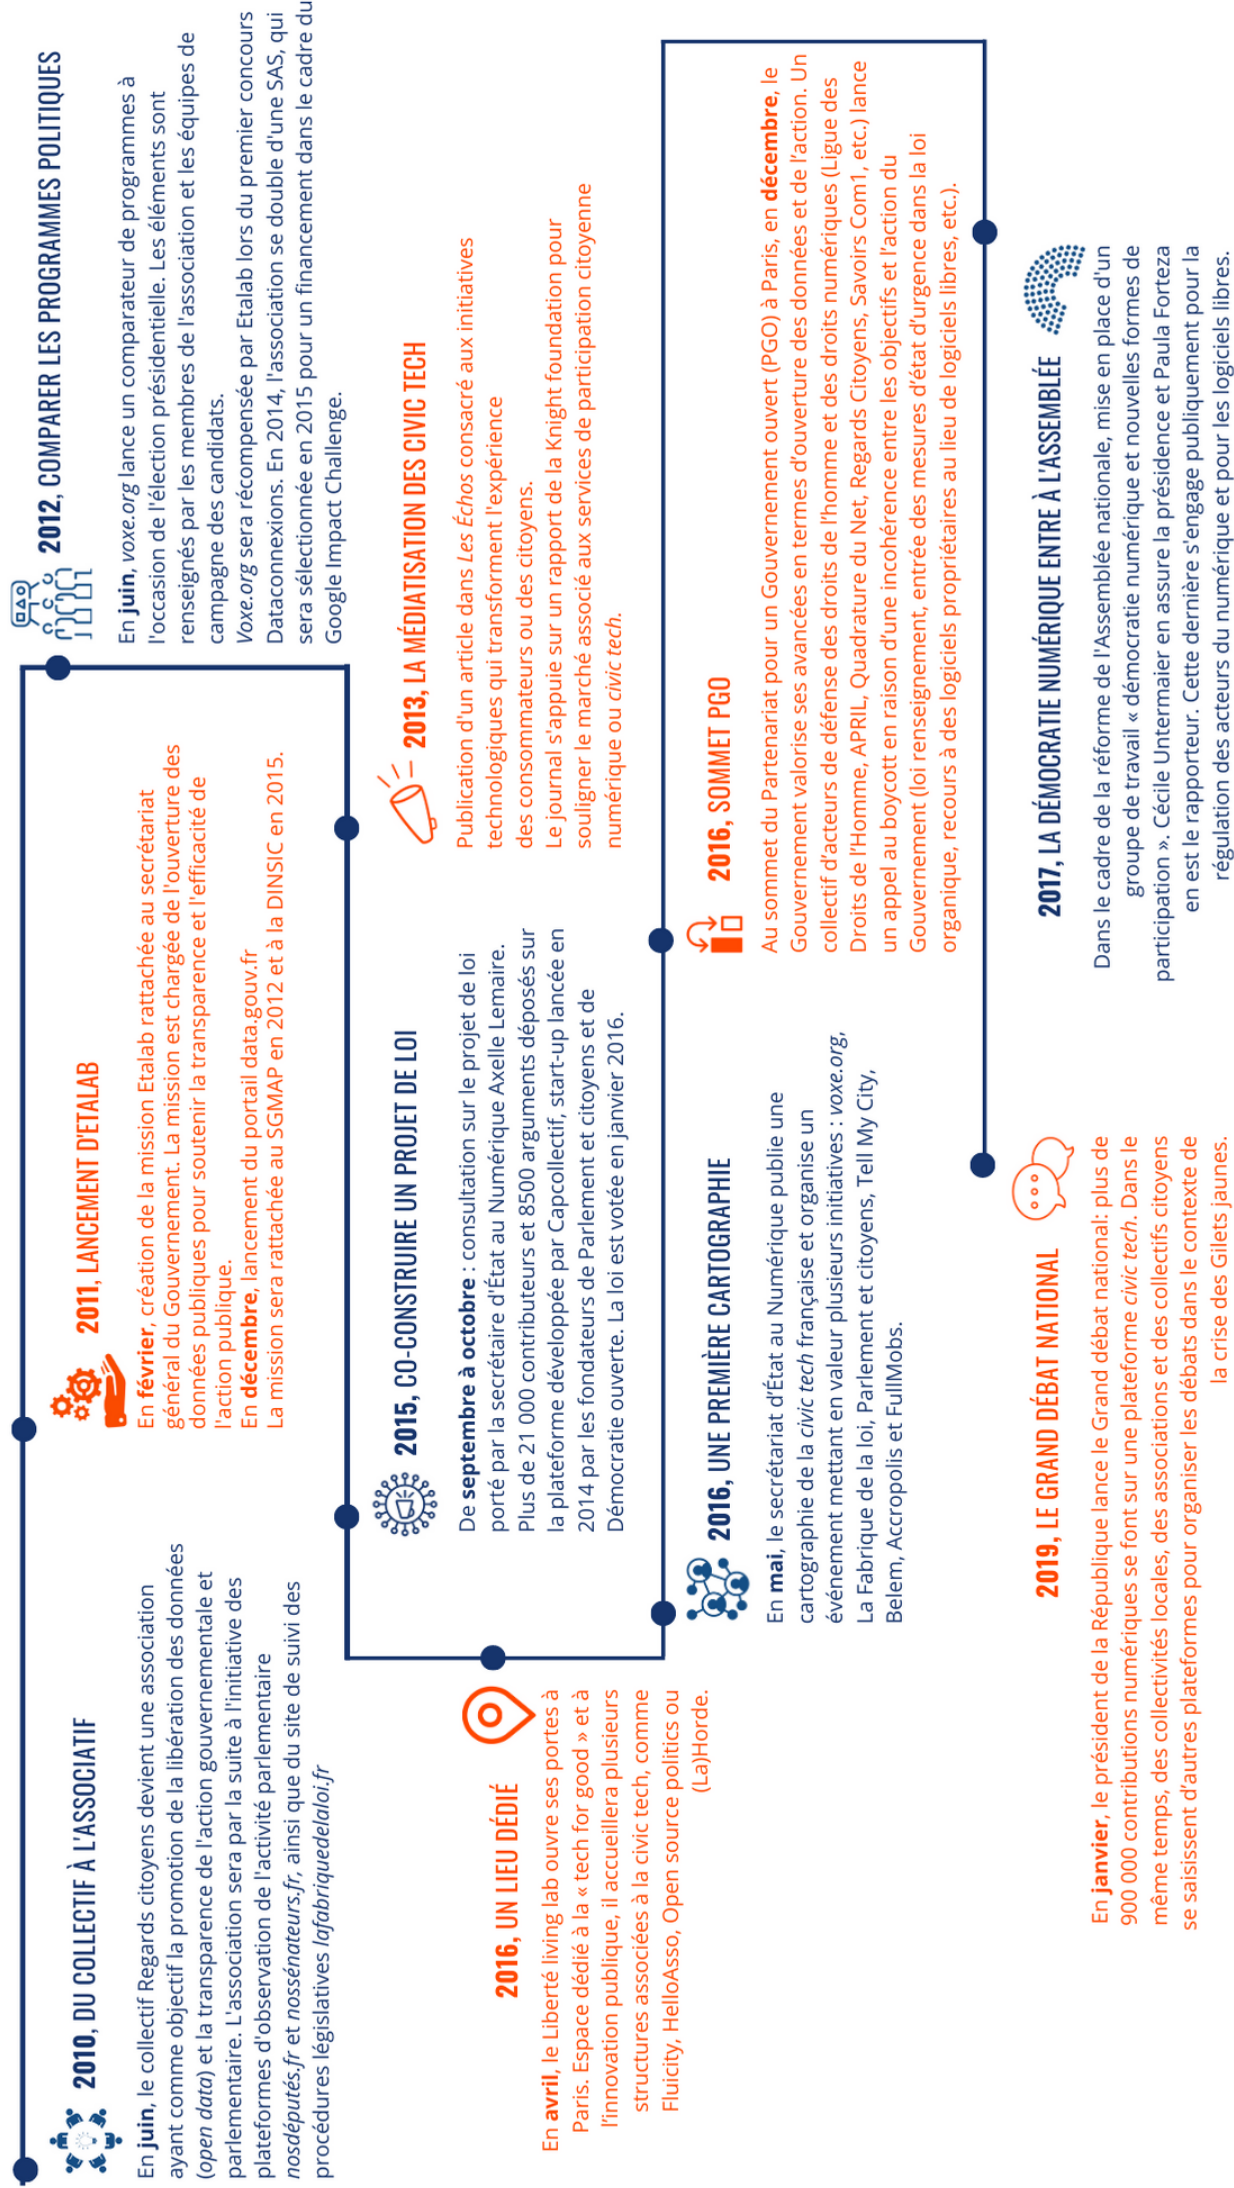 2010, DU COLLECTIF À L'ASSOCIATIF
En juin, le collectif Regards citoyens devient une association
ayant comme objectif la promotion de la libération des données
(open data) et la transparence de l'action gouvernementale et
parlementaire. L'association sera par la suite à l'initiative des
plateformes d'observation de l'activité parlementaire
nosdéputés.fr et nossénateurs.fr, ainsi que du site de suivi des
procédures législatives lafabriquedelaloi.fr
2011, LANCEMENT D'ETALAB
En février, création de la mission Etalab rattachée au secrétariat
général du Gouvernement. La mission est chargée de l'ouverture des
données publiques pour soutenir la transparence et l'efficacité de
l'action publique.
En décembre, lancement du portail data.gouv.fr
La mission sera rattachée au SGMAP en 2012 et à la DINSIC en 2015.
2012, COMPARER LES PROGRAMMES POLITIQUES
En juin, voxe.org lance un comparateur de programmes à
l'occasion de l'élection présidentielle. Les éléments sont
renseignés par les membres de l'association et les équipes de
campagne des candidats.
Voxe.org sera récompensée par Etalab lors du premier concours
Dataconnexions. En 2014, l'association se double d'une SAS, qui
sera sélectionnée en 2015 pour un financement dans le cadre du
Google Impact Challenge.
2013, LA MÉDIATISATION DES CIVIC TECH
Publication d'un article dans Les Échos consacré aux initiatives
technologiques qui transforment l'expérience
des consommateurs ou des citoyens.
Le journal s'appuie sur un rapport de la Knight foundation pour
souligner le marché associé aux services de participation citoyenne
numérique ou civic tech.
2015, CO-CONSTRUIRE UN PROJET DE LOI
De septembre à octobre : consultation sur le projet de loi
porté par la secrétaire d'État au Numérique Axelle Lemaire.
Plus de 21 000 contributeurs et 8500 arguments déposés sur
la plateforme développée par Capcollectif, start-up lancée en
2014 par les fondateurs de Parlement et citoyens et de
Démocratie ouverte. La loi est votée en janvier 2016.
2016, UN LIEU DÉDIÉ
En avril, le Liberté living lab ouvre ses portes à
Paris. Espace dédié à la « tech for good » et à
l'innovation publique, il accueillera plusieurs
structures associées à la civic tech, comme
Fluicity, HelloAsso, Open source politics ou
(La)Horde.
2016, UNE PREMIÈRE CARTOGRAPHIE
En mai, le secrétariat d'État au Numérique publie une
cartographie de la civic tech française et organise un
événement mettant en valeur plusieurs initiatives : voxe.org,
La Fabrique de la loi, Parlement et citoyens, Tell My City,
Belem, Accropolis et FullMobs.
2016, SOMMET PGO
Au sommet du Partenariat pour un Gouvernement ouvert (PGO) à Paris, en décembre, le
Gouvernement valorise ses avancées en termes d'ouverture des données et de l'action. Un
collectif d'acteurs de défense des droits de l'homme et des droits numériques (Ligue des
Droits de l'Homme, APRIL, Quadrature du Net, Regards Citoyens, Savoirs Com1, etc.) lance
un appel au boycott en raison d'une incohérence entre les objectifs et l'action du
Gouvernement (loi renseignement, entrée des mesures d'état d'urgence dans la loi
organique, recours à des logiciels propriétaires au lieu de logiciels libres, etc.).
2017, LA DÉMOCRATIE NUMÉRIQUE ENTRE À L'ASSEMBLÉE
Dans le cadre de la réforme de l'Assemblée nationale, mise en place d'un
groupe de travail « démocratie numérique et nouvelles formes de
participation ». Cécile Untermaier en assure la présidence et Paula Forteza
en est le rapporteur. Cette dernière s'engage publiquement pour la
régulation des acteurs du numérique et pour les logiciels libres.
2019, LE GRAND DÉBAT NATIONAL
En janvier, le président de la République lance le Grand débat national: plus de
900 000 contributions numériques se font sur une plateforme civic tech. Dans le
même temps, des collectivités locales, des associations et des collectifs citoyens
se saisissent d'autres plateformes pour organiser les débats dans le contexte de
la crise des Gilets jaunes.